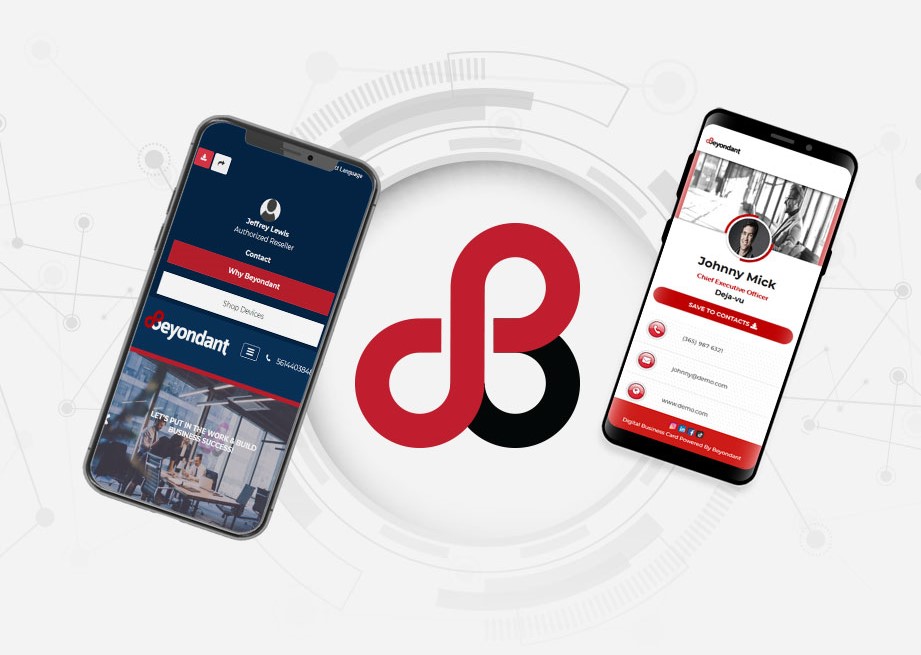 Language
Jeffrey Lewis
Authorized Reseller
Contact
Why Beyondant
Shop Devices
Beyondant
LET'S PUT IN THE WORK & BUILD
BUSINESS SUCCESS!
Beyondant
Johnny Mick
Chief Executive Officer
Deja-vu
SAVE TO CONTACTS
(365) 987 6321
johnny@demo.com
www.demo.com
Digital Business Card Powered By Beyondant